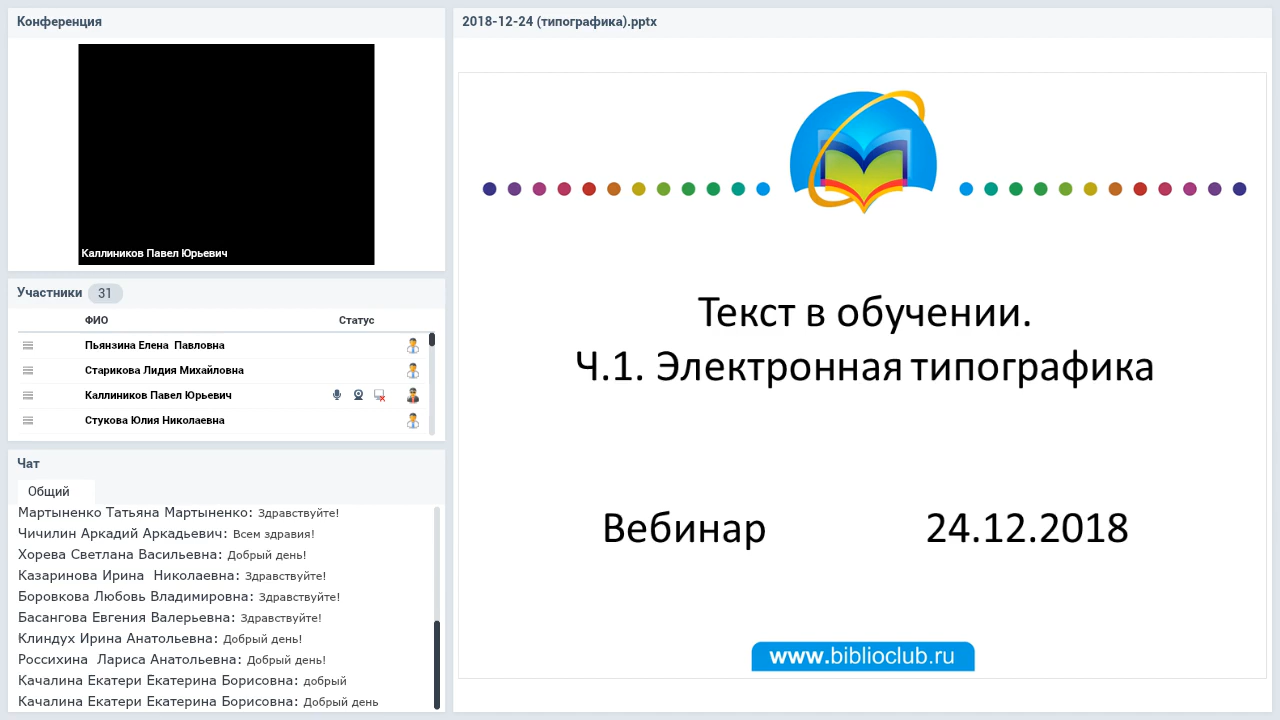 Конференция
Каллиников Павел Юрьевич
Участники 31
ФИО Статус
Пьянзина Елена  Павловна
Старикова Лидия Михайловна
Каллиников Павел Юрьевич
Стукова Юлия Николаевна
Чат
Общий
Мартыненко Татьяна Мартыненко: Здравствуйте!
Чичилин Аркадий Аркадьевич: Всем здравия!
Хорева Светлана Васильевна: Добрый день!
Казаринова Ирина  Николаевна: Здравствуйте!
Боровкова Любовь Владимировна: Здравствуйте!
Басангова Евгения Валерьевна: Здравствуйте!
Клиндух Ирина Анатольевна: Добрый день!
Россихина  Лариса Анатольевна: Добрый день!
Качалина Екатери Екатерина Борисовна: добрый
Качалина Екатери Екатерина Борисовна: Добрый день
2018-12-24 (типографика).pptx
Текст в обучении.
Ч.1. Электронная типографика
Вебинар 24.12.2018
www.biblioclub.ru